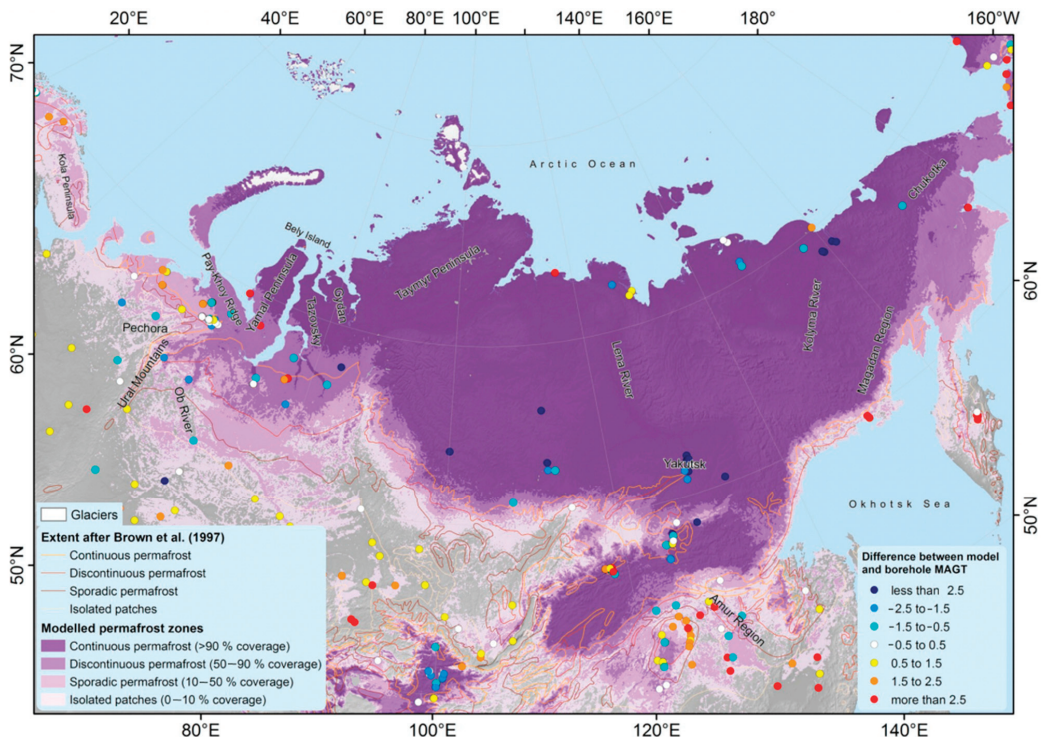 20°E 40°E 60°E 80°E 100°E 140°E 160°E 180° 160°W
70°N
60°N
50°N
60°N
50°N
Arctic Ocean
Kola Peninsula
Chukotka
Bely Island
Pay-Khoy Ridge
Yamal Peninsula
Taymyr Peninsula
Tazovsky
Gydan
Kolyma River
Magadan Region
Pechora
Ural Mountains
Lena River
Ob River
Yakutsk
Okhotsk Sea
Amur Region
Glaciers
Extent after Brown et al. (1997)
Continuous permafrost
Discontinuous permafrost
Sporadic permafrost
Isolated patches
Modelled permafrost zones
Continuous permafrost (>90 % coverage)
Discontinuous permafrost (50–90 % coverage)
Sporadic permafrost (10–50 % coverage)
Isolated patches (0–10 % coverage)
Difference between model
and borehole MAGT
less than 2.5
−2.5 to−1.5
−1.5 to−0.5
−0.5 to 0.5
0.5 to 1.5
1.5 to 2.5
more than 2.5
80°E 100°E 120°E 140°E